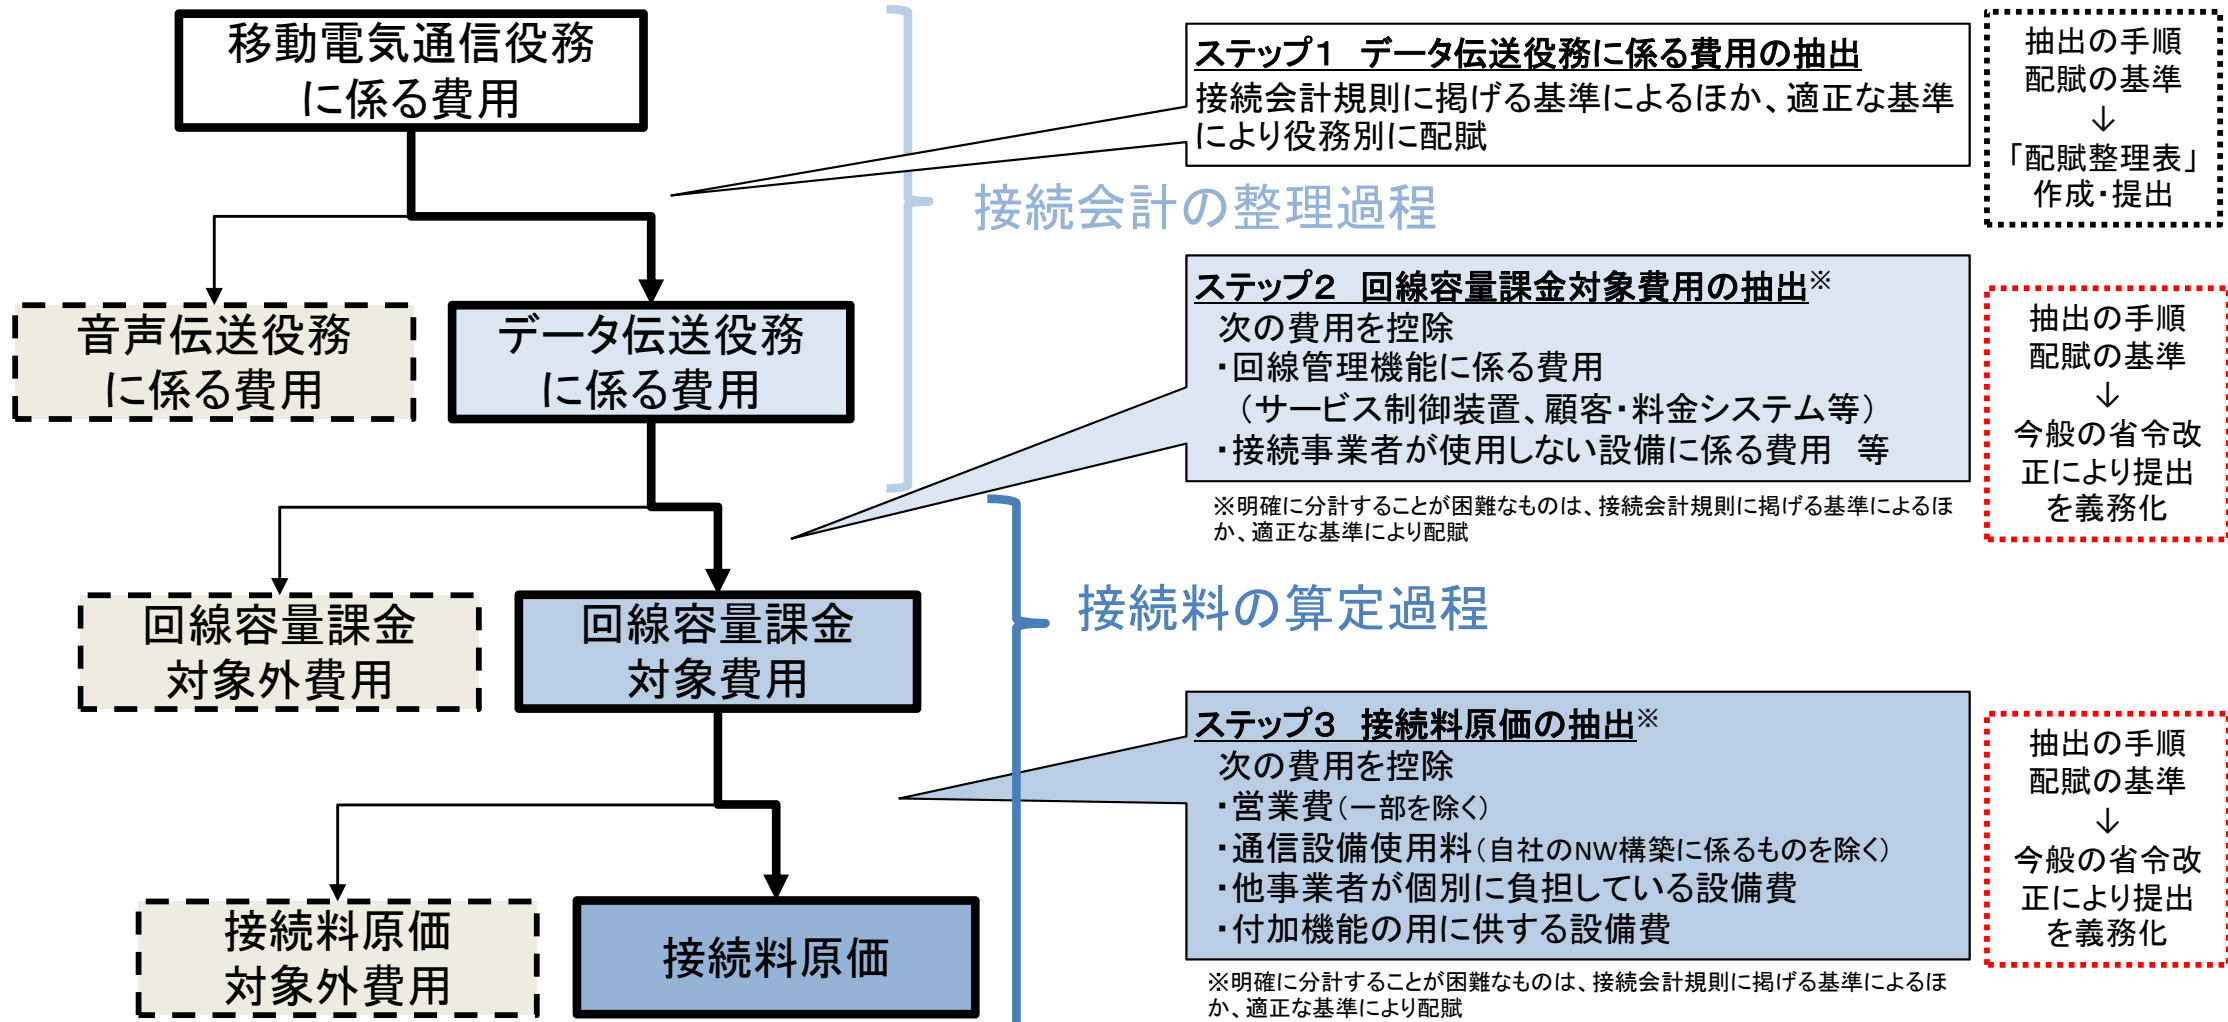 移動電気通信役務
に係る費用
ステップ1　データ伝送役務に係る費用の抽出
接続会計規則に掲げる基準によるほか、適正な基準
により役務別に配賦
抽出の手順
配賦の基準
↓
「配賦整理表」
作成・提出
接続会計の整理過程
音声伝送役務
に係る費用
データ伝送役務
に係る費用
ステップ2　回線容量課金対象費用の抽出※
次の費用を控除
・回線管理機能に係る費用
（サービス制御装置、顧客・料金システム等）
・接続事業者が使用しない設備に係る費用　等
※明確に分計することが困難なものは、接続会計規則に掲げる基準によるほ
か、適正な基準により配賦
抽出の手順
配賦の基準
↓
今般の省令改
正により提出
を義務化
回線容量課金
対象外費用
回線容量課金
対象費用
接続料の算定過程
ステップ3　接続料原価の抽出※
次の費用を控除
・営業費（一部を除く）
・通信設備使用料（自社のNW構築に係るものを除く）
・他事業者が個別に負担している設備費
・付加機能の用に供する設備費
※明確に分計することが困難なものは、接続会計規則に掲げる基準によるほ
か、適正な基準により配賦
抽出の手順
配賦の基準
↓
今般の省令改
正により提出
を義務化
接続料原価
対象外費用
接続料原価